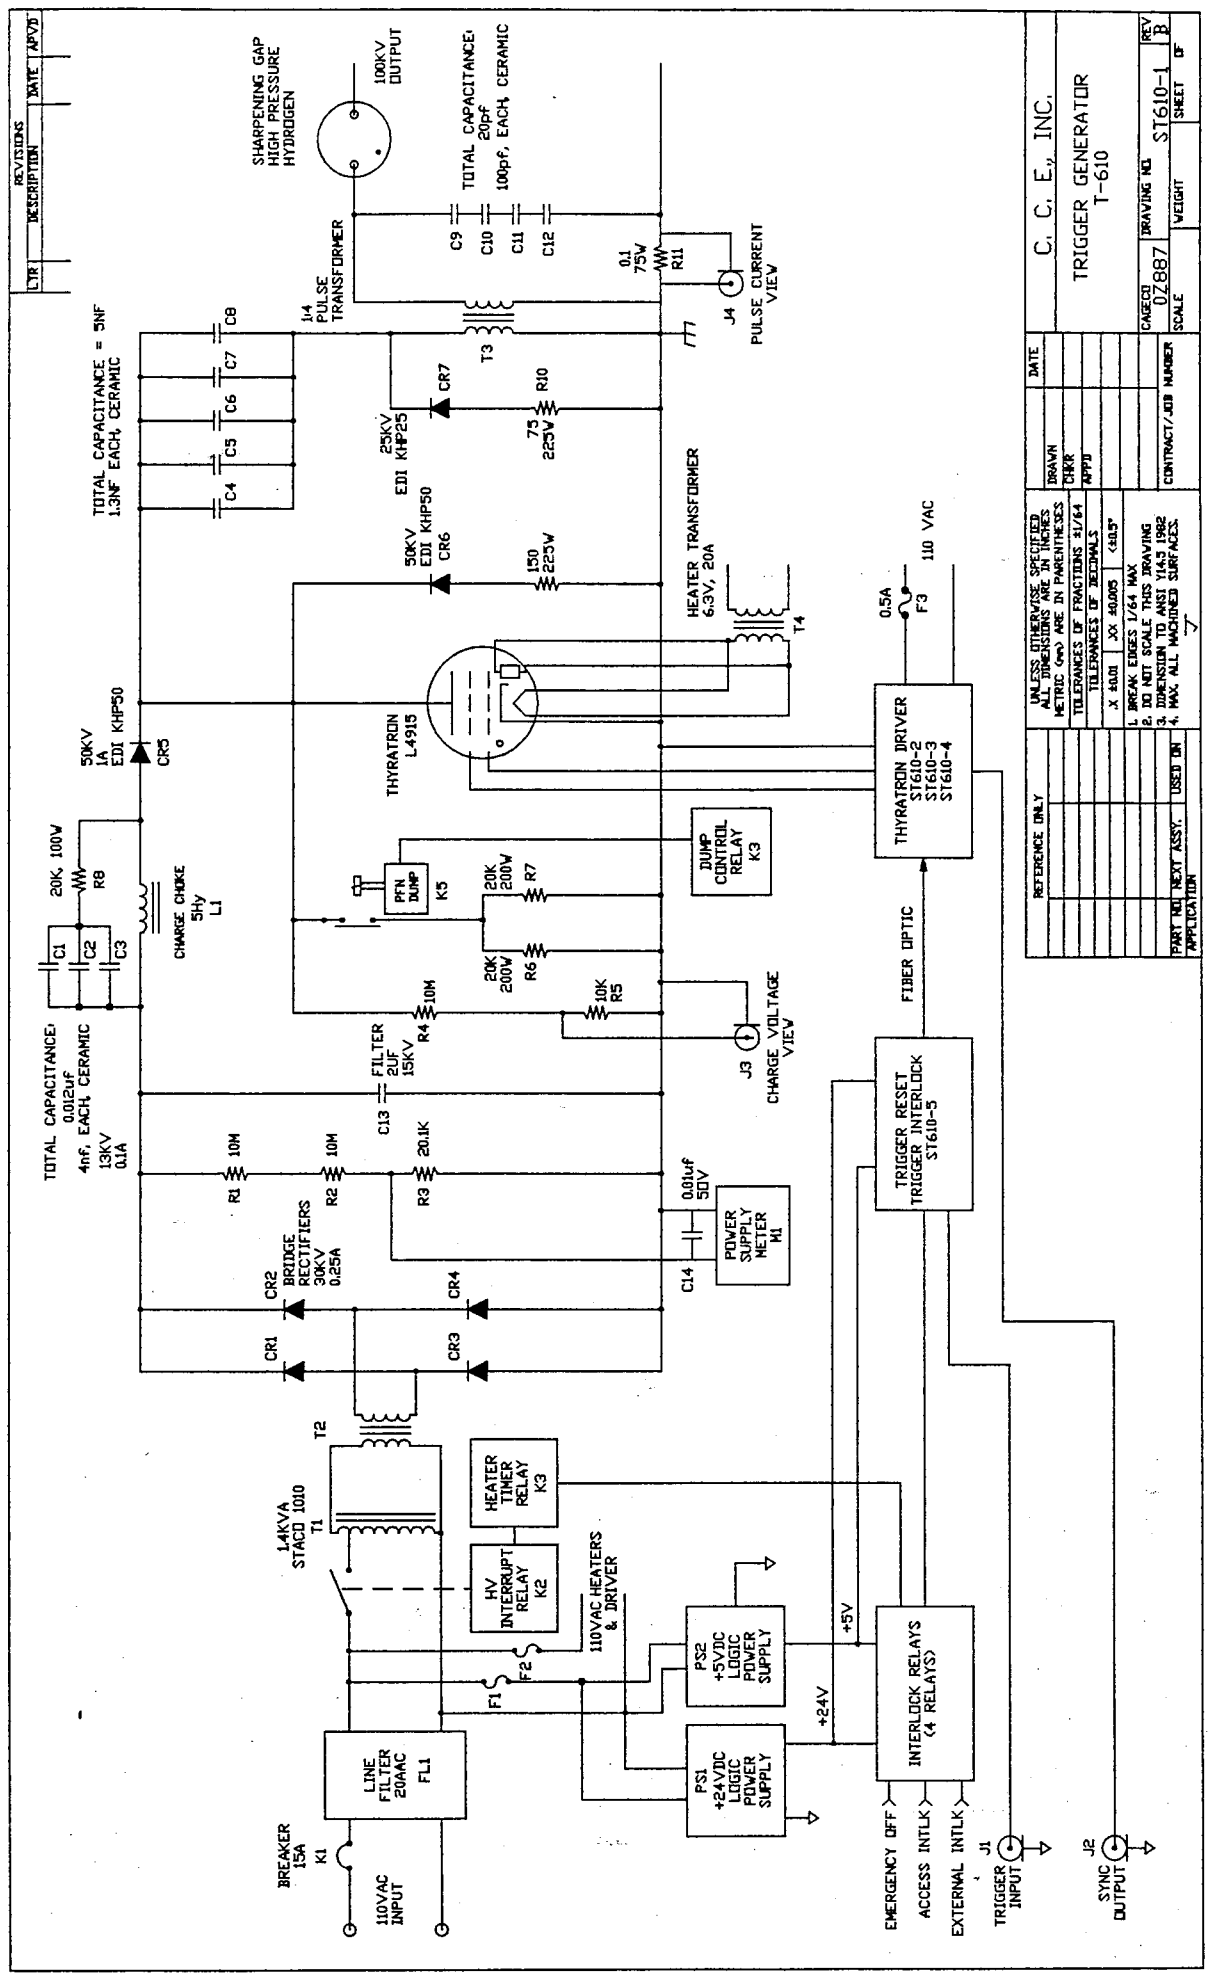 REVISIONS
LTR
DESCRIPTION
DATE
APVD
SHARPENING GAP
HIGH PRESSURE
HYDROGEN
100KV
OUTPUT
TOTAL CAPACITANCE:
20pf
100pf, EACH, CERAMIC
C9
C10
C11
C12
1:4
PULSE
TRANSFORMER
T3
0.1
75W
R11
J4
PULSE CURRENT
VIEW
TOTAL CAPACITANCE = 5NF
1.3NF EACH, CERAMIC
C4
C5
C6
C7
C8
25KV
EDI KHP25
CR7
75
225W
R10
50KV
EDI KHP50
CR6
150
225W
HEATER TRANSFORMER
6.3V, 20A
T4
THYRATRON
L4915
50KV
1A
EDI KHP50
CR5
20K, 100W
R8
C1
C2
C3
CHARGE CHOKE
5Hy
L1
TOTAL CAPACITANCE:
0.012uf
4nf, EACH, CERAMIC
13KV
0.1A
PFN
DUMP
K5
20K
200W
R7
20K
200W
R6
DUMP
CONTROL
RELAY
K3
10M
R4
10K
R5
J3
CHARGE VOLTAGE
VIEW
FILTER
2UF
15KV
C13
10M
R1
10M
R2
20.1K
R3
0.01uf
50V
C14
POWER
SUPPLY
METER
M1
CR2
BRIDGE
RECTIFIERS
30KV
0.25A
CR1
CR4
CR3
T2
1.4KVA
STACO 1010
T1
HEATER
TIMER
RELAY
K3
HV
INTERRUPT
RELAY
K2
110VAC HEATERS
& DRIVER
F2
F1
LINE
FILTER
20AAC
FL1
BREAKER
15A
K1
110VAC
INPUT
PS2
+5VDC
LOGIC
POWER
SUPPLY
PS1
+24VDC
LOGIC
POWER
SUPPLY
+5V
+24V
INTERLOCK RELAYS
(4 RELAYS)
EMERGENCY OFF
ACCESS INTLK
EXTERNAL INTLK
J1
TRIGGER
INPUT
J2
SYNC
OUTPUT
TRIGGER RESET
TRIGGER INTERLOCK
ST610-5
FIBER OPTIC
THYRATRON DRIVER
ST610-2
ST610-3
ST610-4
0.5A
F3
110 VAC
REFERENCE ONLY
PART NO.
NEXT ASSY.
USED ON
APPLICATION
UNLESS OTHERWISE SPECIFIED
ALL DIMENSIONS ARE IN INCHES
METRIC (mm) ARE IN PARENTHESES
TOLERANCES OF FRACTIONS ±1/64
TOLERANCES OF DECIMALS
.X ±0.01
.XX ±0.005
<±0.5°
1. BREAK EDGES 1/64 MAX
2. DO NOT SCALE THIS DRAWING
3. DIMENSION TO ANSI Y14.5 1982
4. MAX. ALL MACHINED SURFACES.
DATE
DRAWN
CHKR
APPD
CONTRACT/JOB NUMBER
C. C. E., INC.
TRIGGER GENERATOR
T-610
CAGECD
0Z887
DRAWING NO.
ST610-1
REV
B
SCALE
WEIGHT
SHEET OF